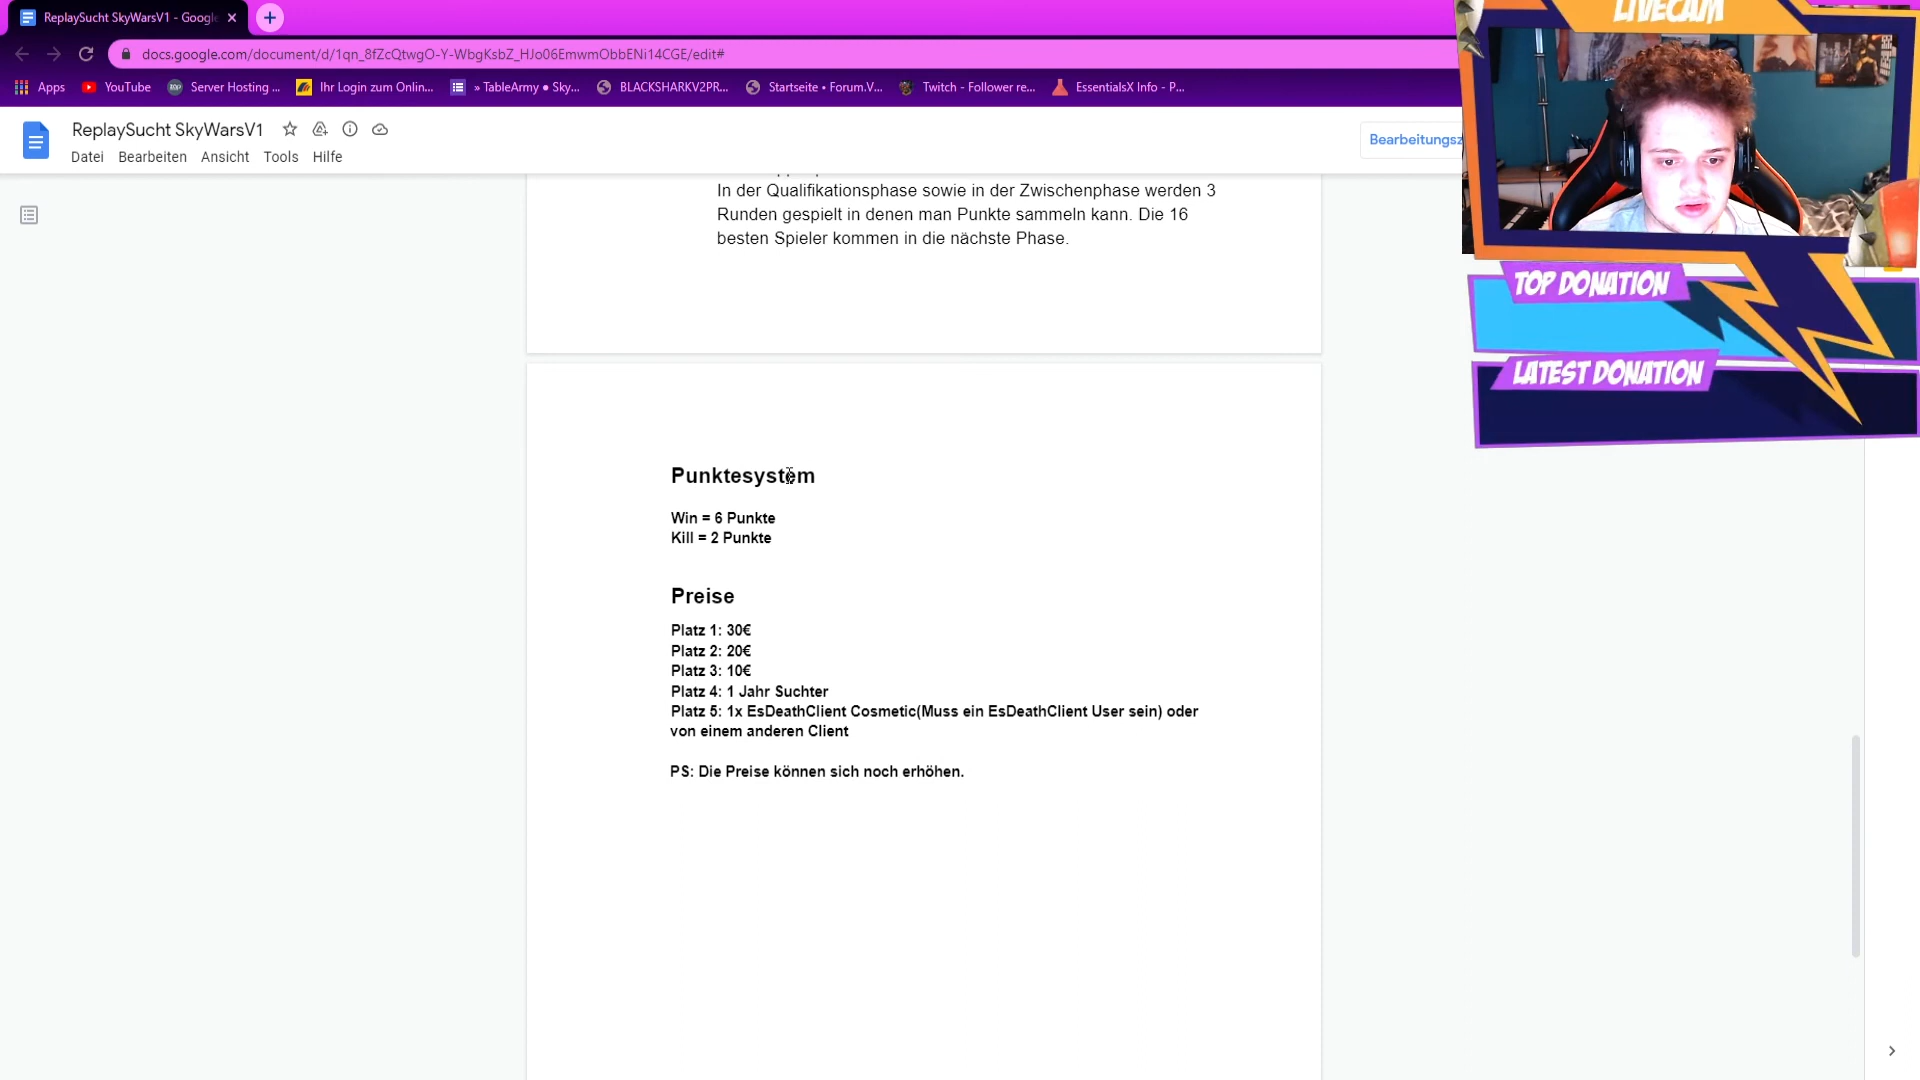 ReplaySucht SkyWarsV1 - Google
docs.google.com/document/d/1qn_8fZcQtwgO-Y-WbgKsbZ_HJo06EmwmObbENi14CGE/edit#
Apps YouTube Server Hosting ... Ihr Login zum Onlin... » TableArmy ● Sky... BLACKSHARKV2PR... Startseite • Forum.V... Twitch - Follower re... EssentialsX Info - P...
LIVECAM
ReplaySucht SkyWarsV1
Datei Bearbeiten Ansicht Tools Hilfe
Bearbeitungsz
In der Qualifikationsphase sowie in der Zwischenphase werden 3
Runden gespielt in denen man Punkte sammeln kann. Die 16
besten Spieler kommen in die nächste Phase.
TOP DONATION
LATEST DONATION
Punktesystem
Win = 6 Punkte
Kill = 2 Punkte
Preise
Platz 1: 30€
Platz 2: 20€
Platz 3: 10€
Platz 4: 1 Jahr Suchter
Platz 5: 1x EsDeathClient Cosmetic(Muss ein EsDeathClient User sein) oder
von einem anderen Client
PS: Die Preise können sich noch erhöhen.